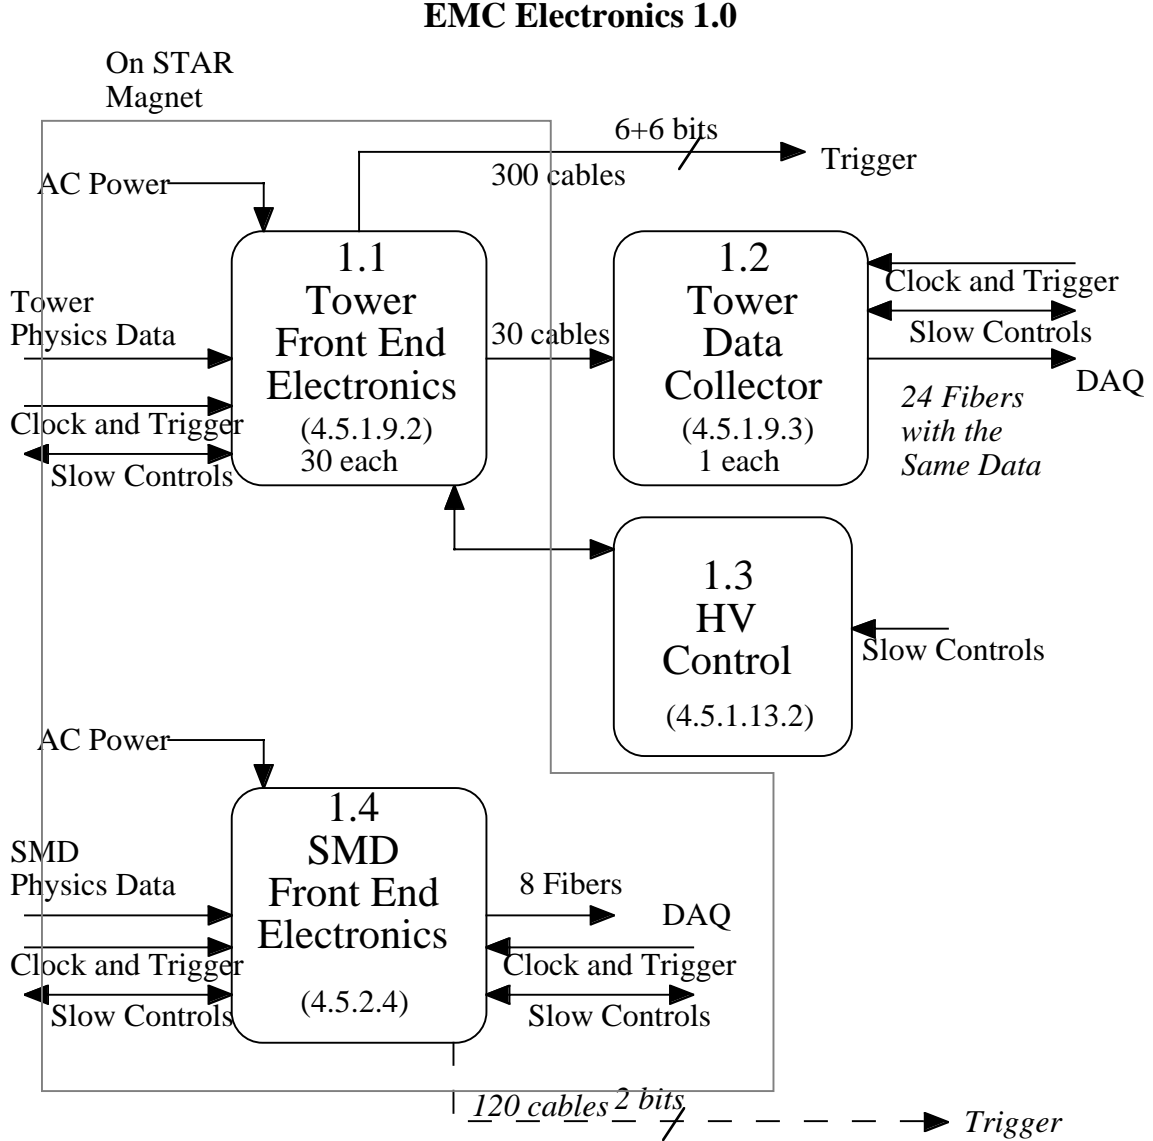 EMC Electronics 1.0
On STAR
Magnet
6+6 bits
300 cables
Trigger
AC Power
1.1
Tower
Front End
Electronics
(4.5.1.9.2)
30 each
Tower
Physics Data
Clock and Trigger
Slow Controls
30 cables
1.2
Tower
Data
Collector
(4.5.1.9.3)
1 each
Clock and Trigger
Slow Controls
DAQ
24 Fibers
with the
Same Data
1.3
HV
Control
(4.5.1.13.2)
Slow Controls
AC Power
1.4
SMD
Front End
Electronics
(4.5.2.4)
SMD
Physics Data
Clock and Trigger
Slow Controls
8 Fibers
DAQ
Clock and Trigger
Slow Controls
120 cables
2 bits
Trigger